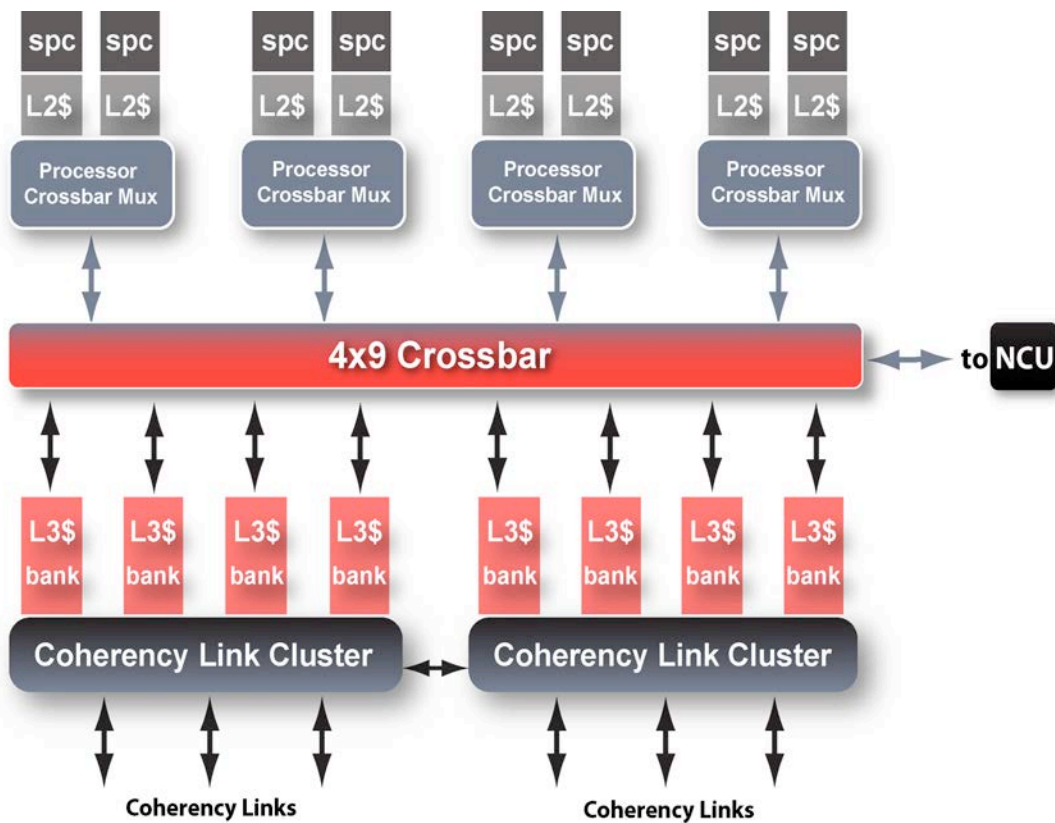 spc spc spc spc spc spc spc spc
L2$ L2$ L2$ L2$ L2$ L2$ L2$ L2$
Processor Processor Processor Processor
Crossbar Mux Crossbar Mux Crossbar Mux Crossbar Mux
4x9 Crossbar to NCU
L3$ L3$ L3$ L3$ L3$ L3$ L3$ L3$
bank bank bank bank bank bank bank bank
Coherency Link Cluster Coherency Link Cluster
Coherency Links Coherency Links